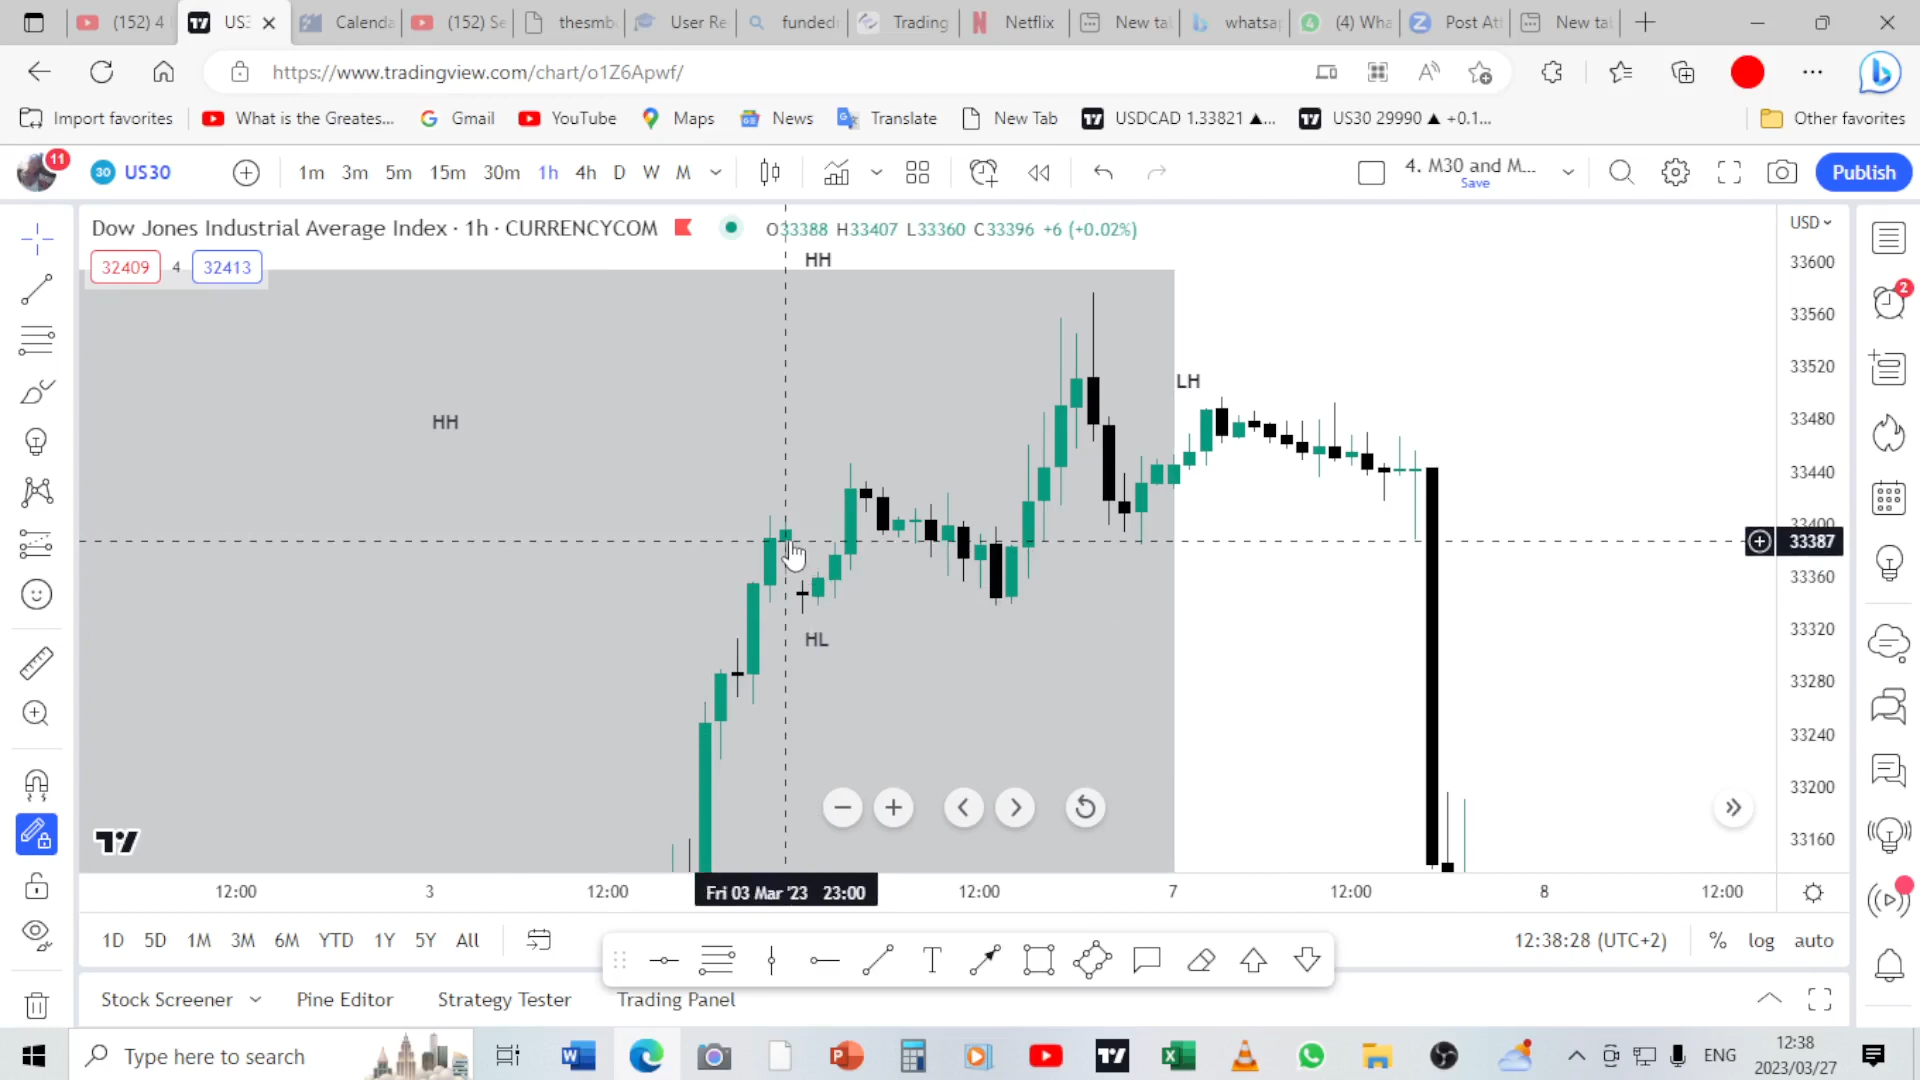 (152) 4
US3
Calenda
(152) Se
thesmb
User Re
funded
Trading
Netflix
New ta
whatsap
(4) Wha
Post Att
New ta
https://www.tradingview.com/chart/o1Z6Apwf/
Import favorites
What is the Greates...
Gmail
YouTube
Maps
News
Translate
New Tab
USDCAD 1.33821 ▲...
US30 29990 ▲ +0.1...
Other favorites
11
30 US30
1m 3m 5m 15m 30m 1h 4h D W M
4. M30 and M...
Save
Publish
Dow Jones Industrial Average Index · 1h · CURRENCYCOM
O33388 H33407 L33360 C33396 +6 (+0.02%)
USD
32409 4 32413
HH
HH
LH
HL
33600
33560
33520
33480
33440
33400
33387
33360
33320
33280
33240
33200
33160
2
12:00 3 12:00 Fri 03 Mar '23 23:00 12:00 7 12:00 8 12:00
1D 5D 1M 3M 6M YTD 1Y 5Y All
12:38:28 (UTC+2) % log auto
Stock Screener Pine Editor Strategy Tester Trading Panel
Type here to search
ENG
12:38
2023/03/27